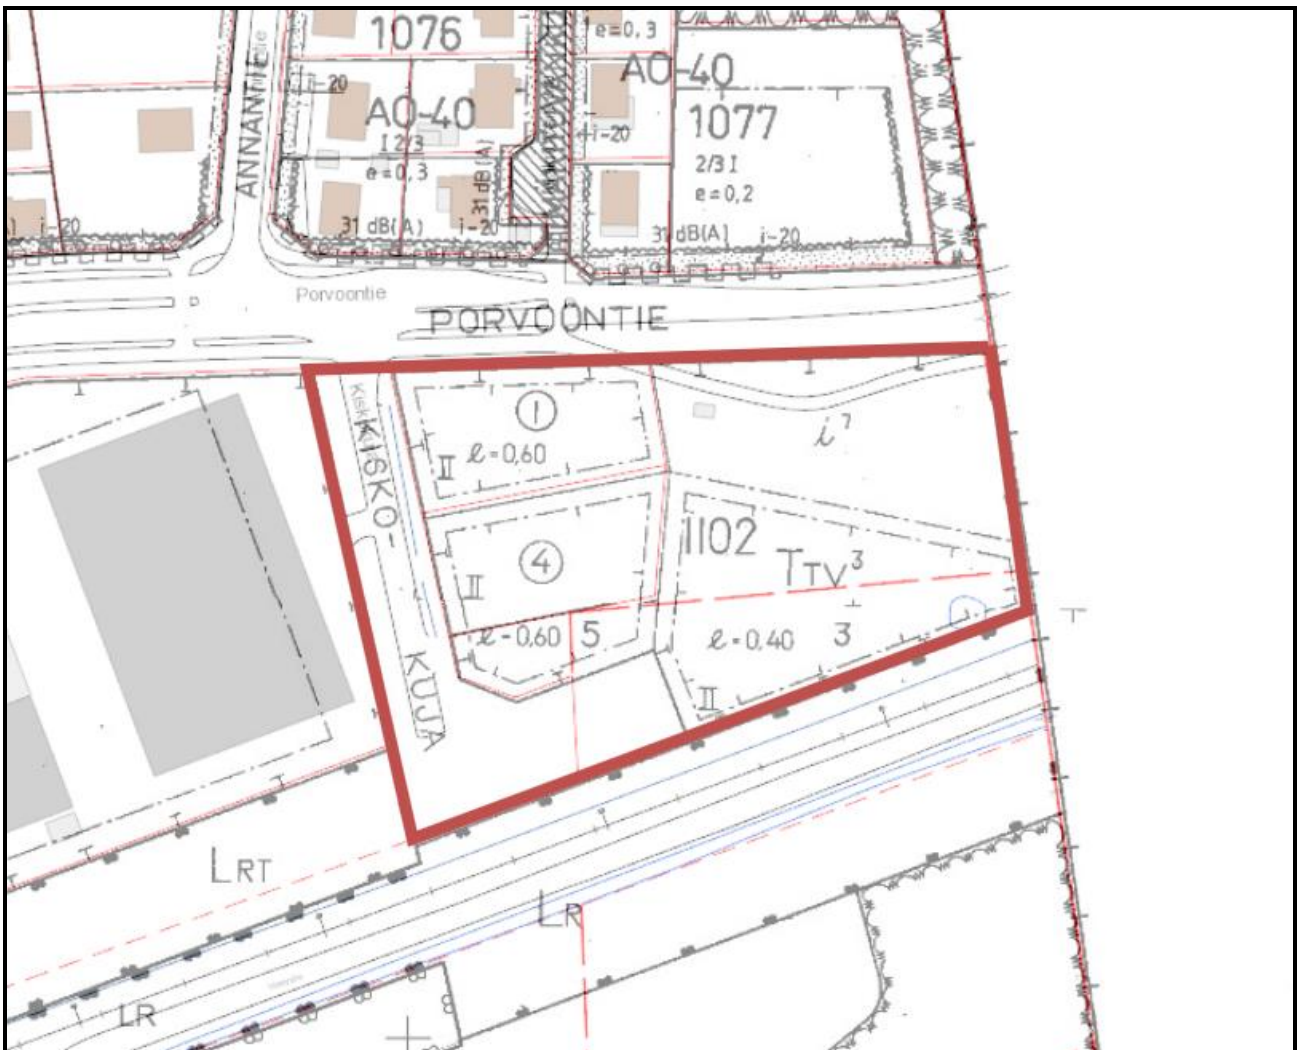 1076
e=0,3
ANNANTIE
i-20
AO-40
I 2/3
e=0,3
31 dB(A)
31 dB(A)
i-20
AO-40
1077
2/3 I
e=0,2
i-20
31 dB(A)
i-20
i-20
Porvoontie
PORVOONTIE
KISKO-
KUJA
1
II
e=0,60
i7
4
II
1102
TTV3
e=0,60
5
e=0,40
3
II
LRT
LR
LR